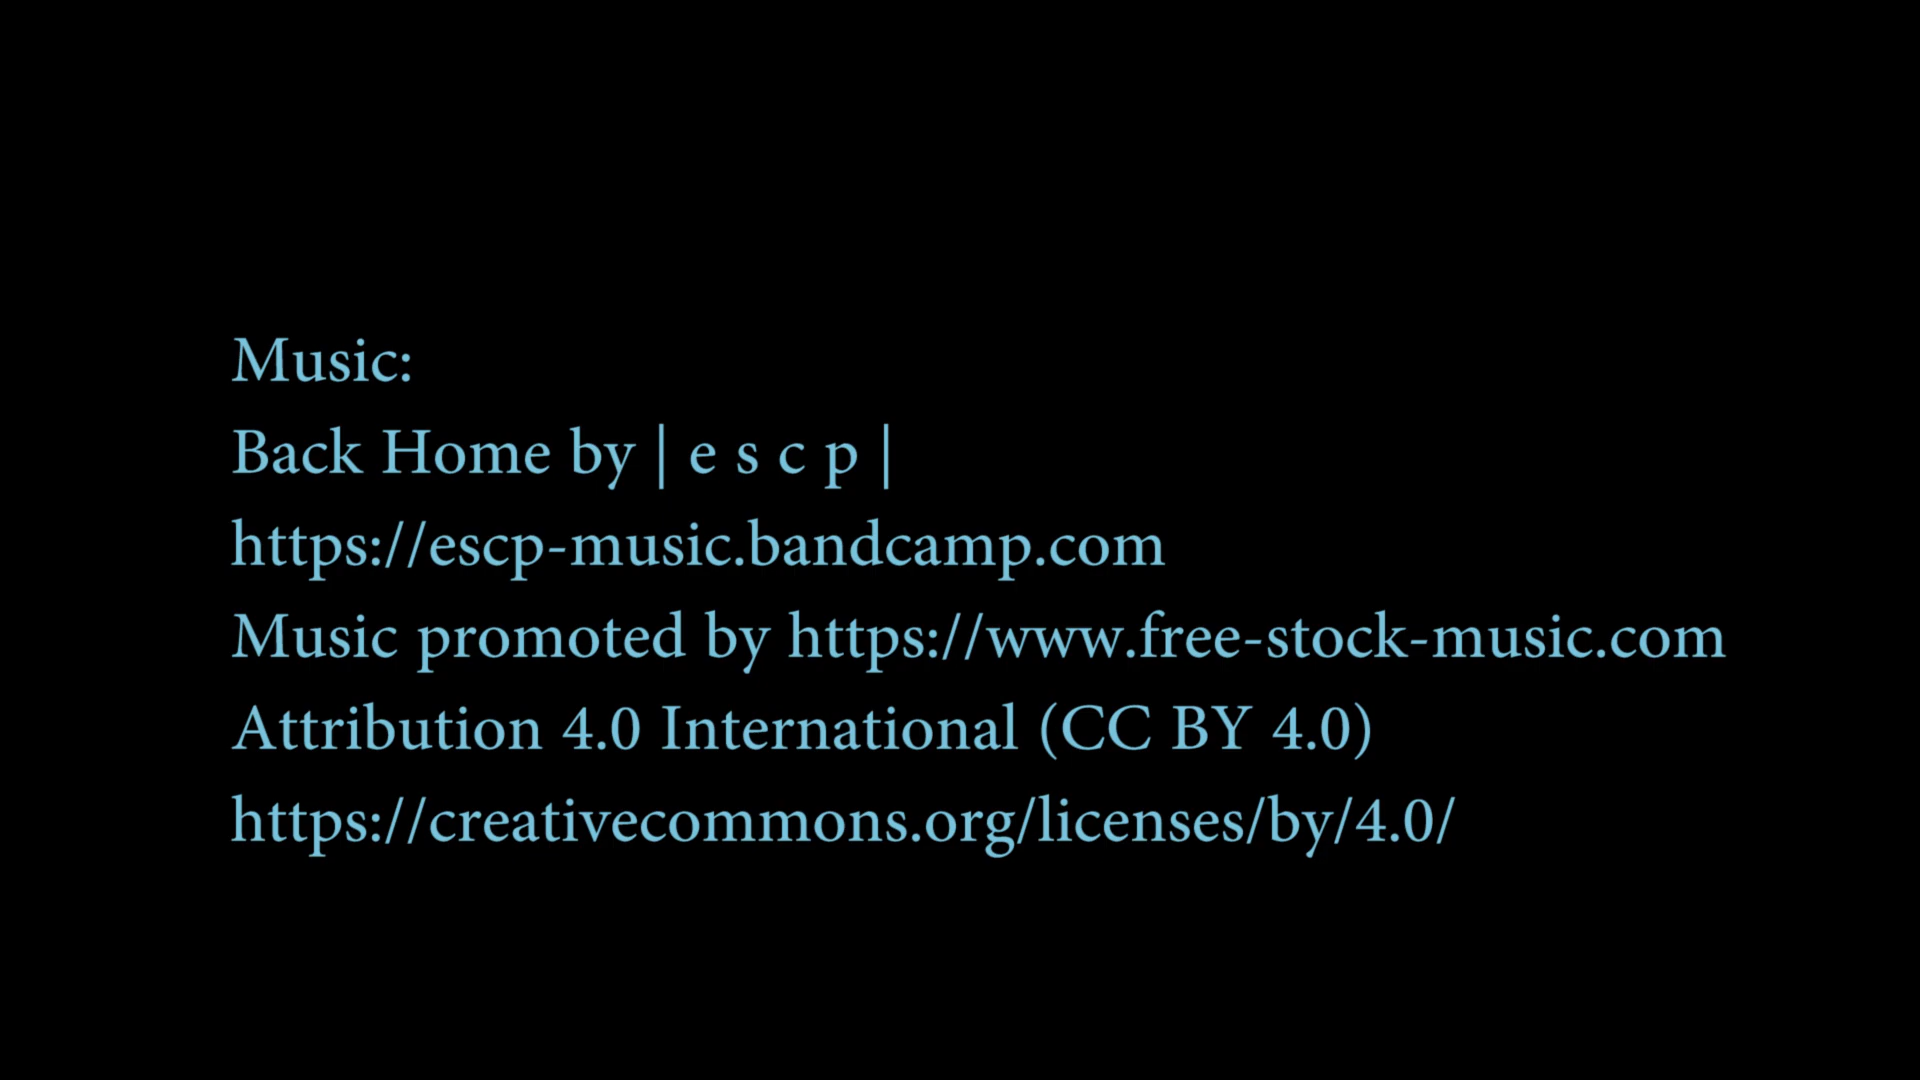 Music:
Back Home by | e s c p |
https://escp-music.bandcamp.com
Music promoted by https://www.free-stock-music.com
Attribution 4.0 International (CC BY 4.0)
https://creativecommons.org/licenses/by/4.0/